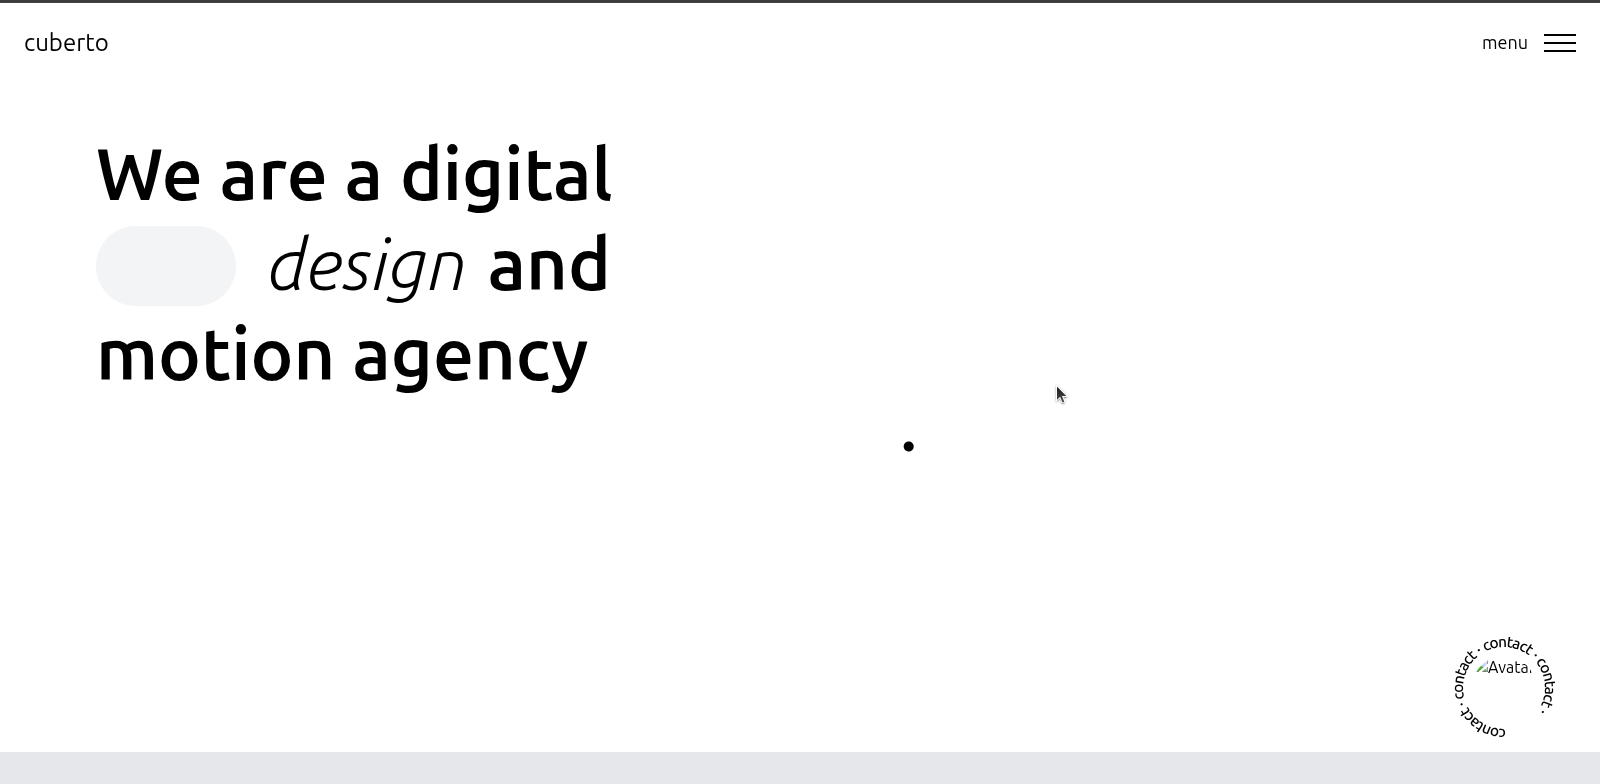 cuberto
menu
We are a digital
design and
motion agency
contact · contact · contact · contact ·
Avata.